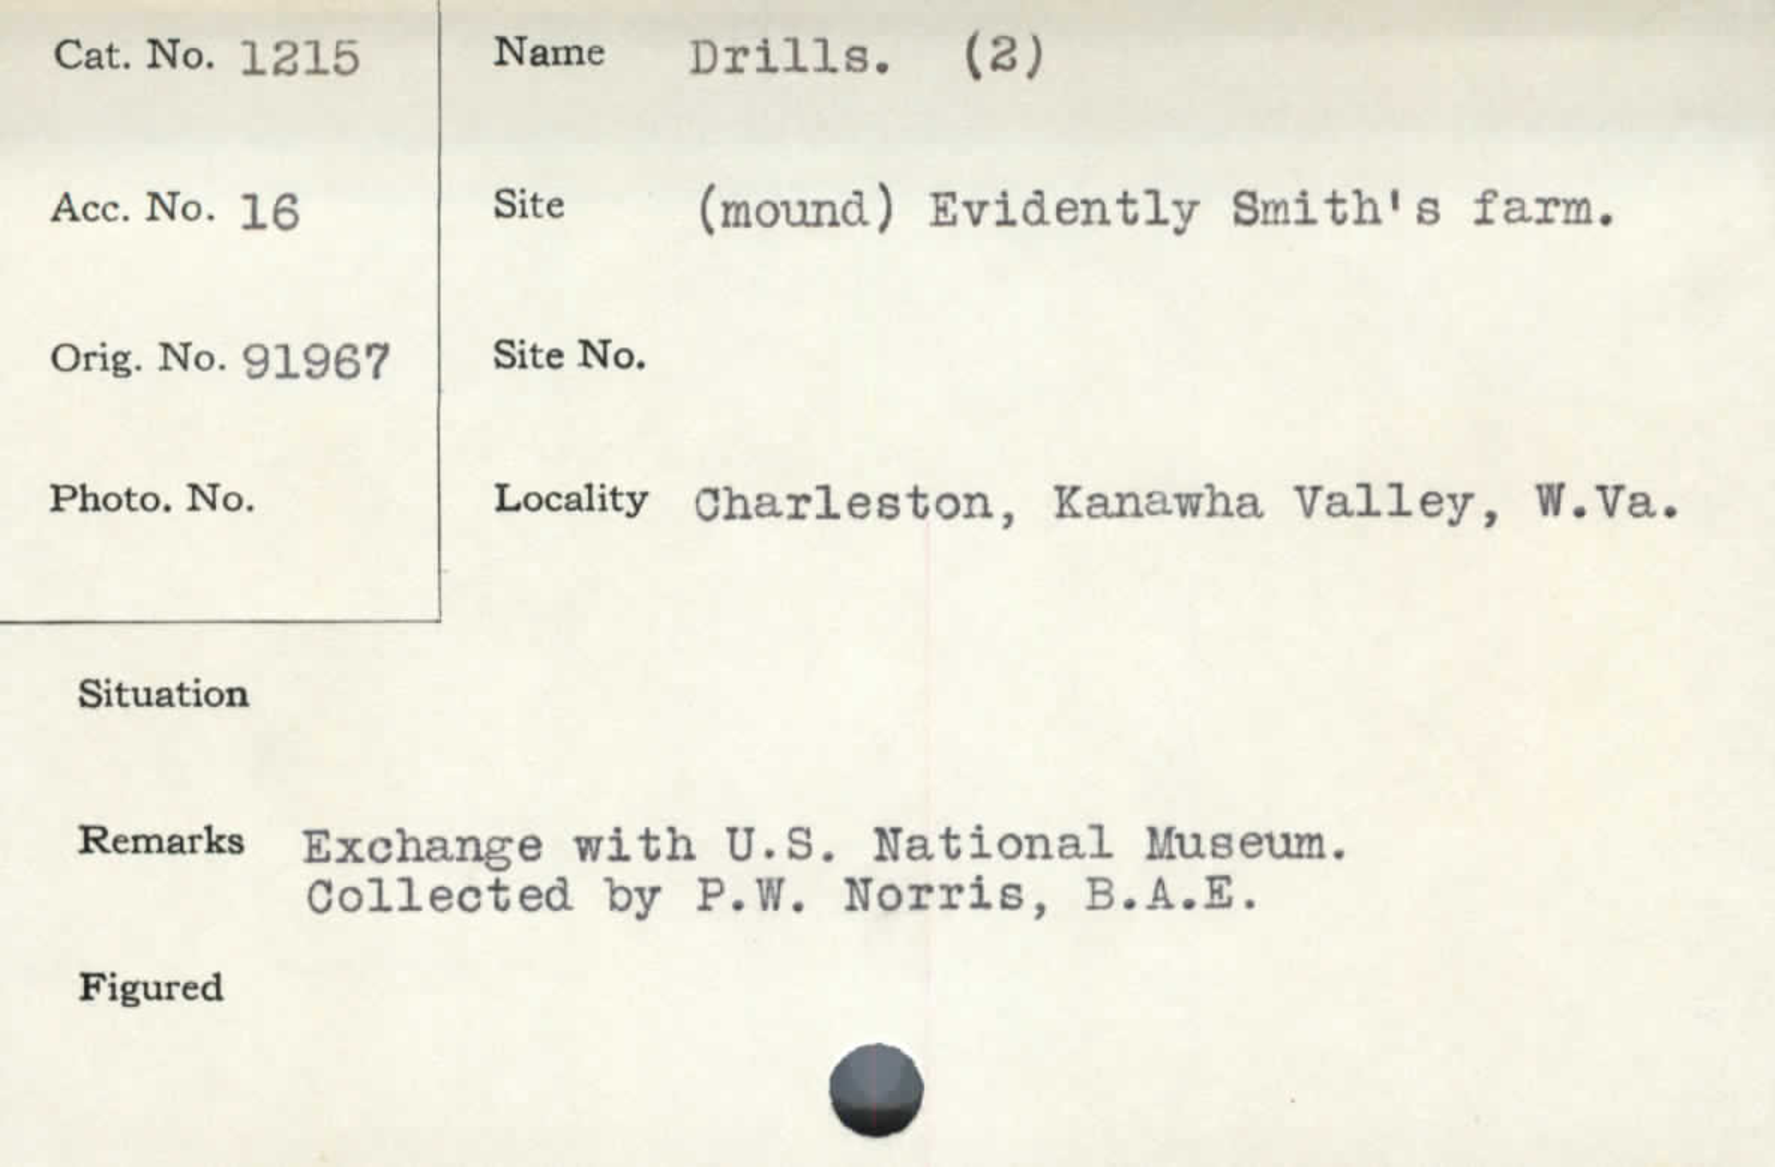 Cat. No. 1215
Name Drills. (2)
Acc. No. 16
Site (mound) Evidently Smith's farm.
Orig. No. 91967
Site No.
Photo. No.
Locality Charleston, Kanawha Valley, W.Va.
Situation
Remarks Exchange with U.S. National Museum.
Collected by P.W. Norris, B.A.E.
Figured